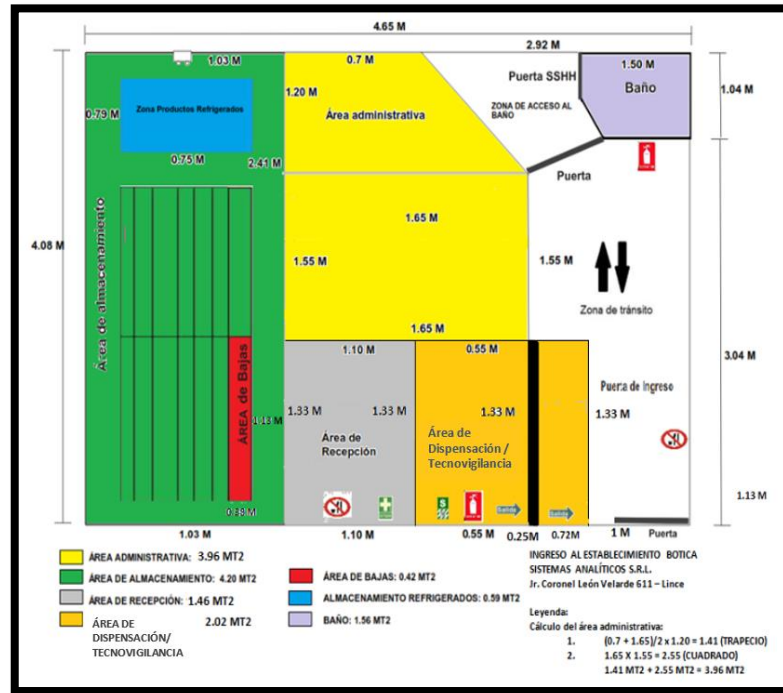 4.65 M
1.03 M
0.7 M
2.92 M
1.50 M
Baño
Puerta SSHH
1.04 M
1.20 M
ZONA DE ACCESO AL
BAÑO
Zona Productos Refrigerados
0.79 M
Área administrativa
0.75 M
2.41 M
Puerta
1.65 M
Área de almacenamiento
4.08 M
1.55 M
1.55 M
Zona de tránsito
1.65 M
1.10 M
0.55 M
3.04 M
ÁREA de Bajas
Puerta de Ingreso
1.13 M
1.33 M
1.33 M
1.33 M
1.33 M
Área de
Recepción
Área de
Dispensación /
Tecnovigilancia
S
Salida
Salida
1.13 M
1.03 M
1.10 M
0.55 M
0.25M
0.72M
1 M
Puerta
ÁREA ADMINISTRATIVA: 3.96 MT2
ÁREA DE ALMACENAMIENTO: 4.20 MT2
ÁREA DE RECEPCIÓN: 1.46 MT2
ÁREA DE 2.02 MT2
DISPENSACIÓN/
TECNOVIGILANCIA
ÁREA DE BAJAS: 0.42 MT2
ALMACENAMIENTO REFRIGERADOS: 0.59 MT2
BAÑO: 1.56 MT2
INGRESO AL ESTABLECIMIENTO BOTICA
SISTEMAS ANALÍTICOS S.R.L.
Jr. Coronel León Velarde 611 – Lince
Leyenda:
Cálculo del área administrativa:
1. (0.7 + 1.65)/2 x 1.20 = 1.41 (TRAPECIO)
2. 1.65 X 1.55 = 2.55 (CUADRADO)
1.41 MT2 + 2.55 MT2 = 3.96 MT2